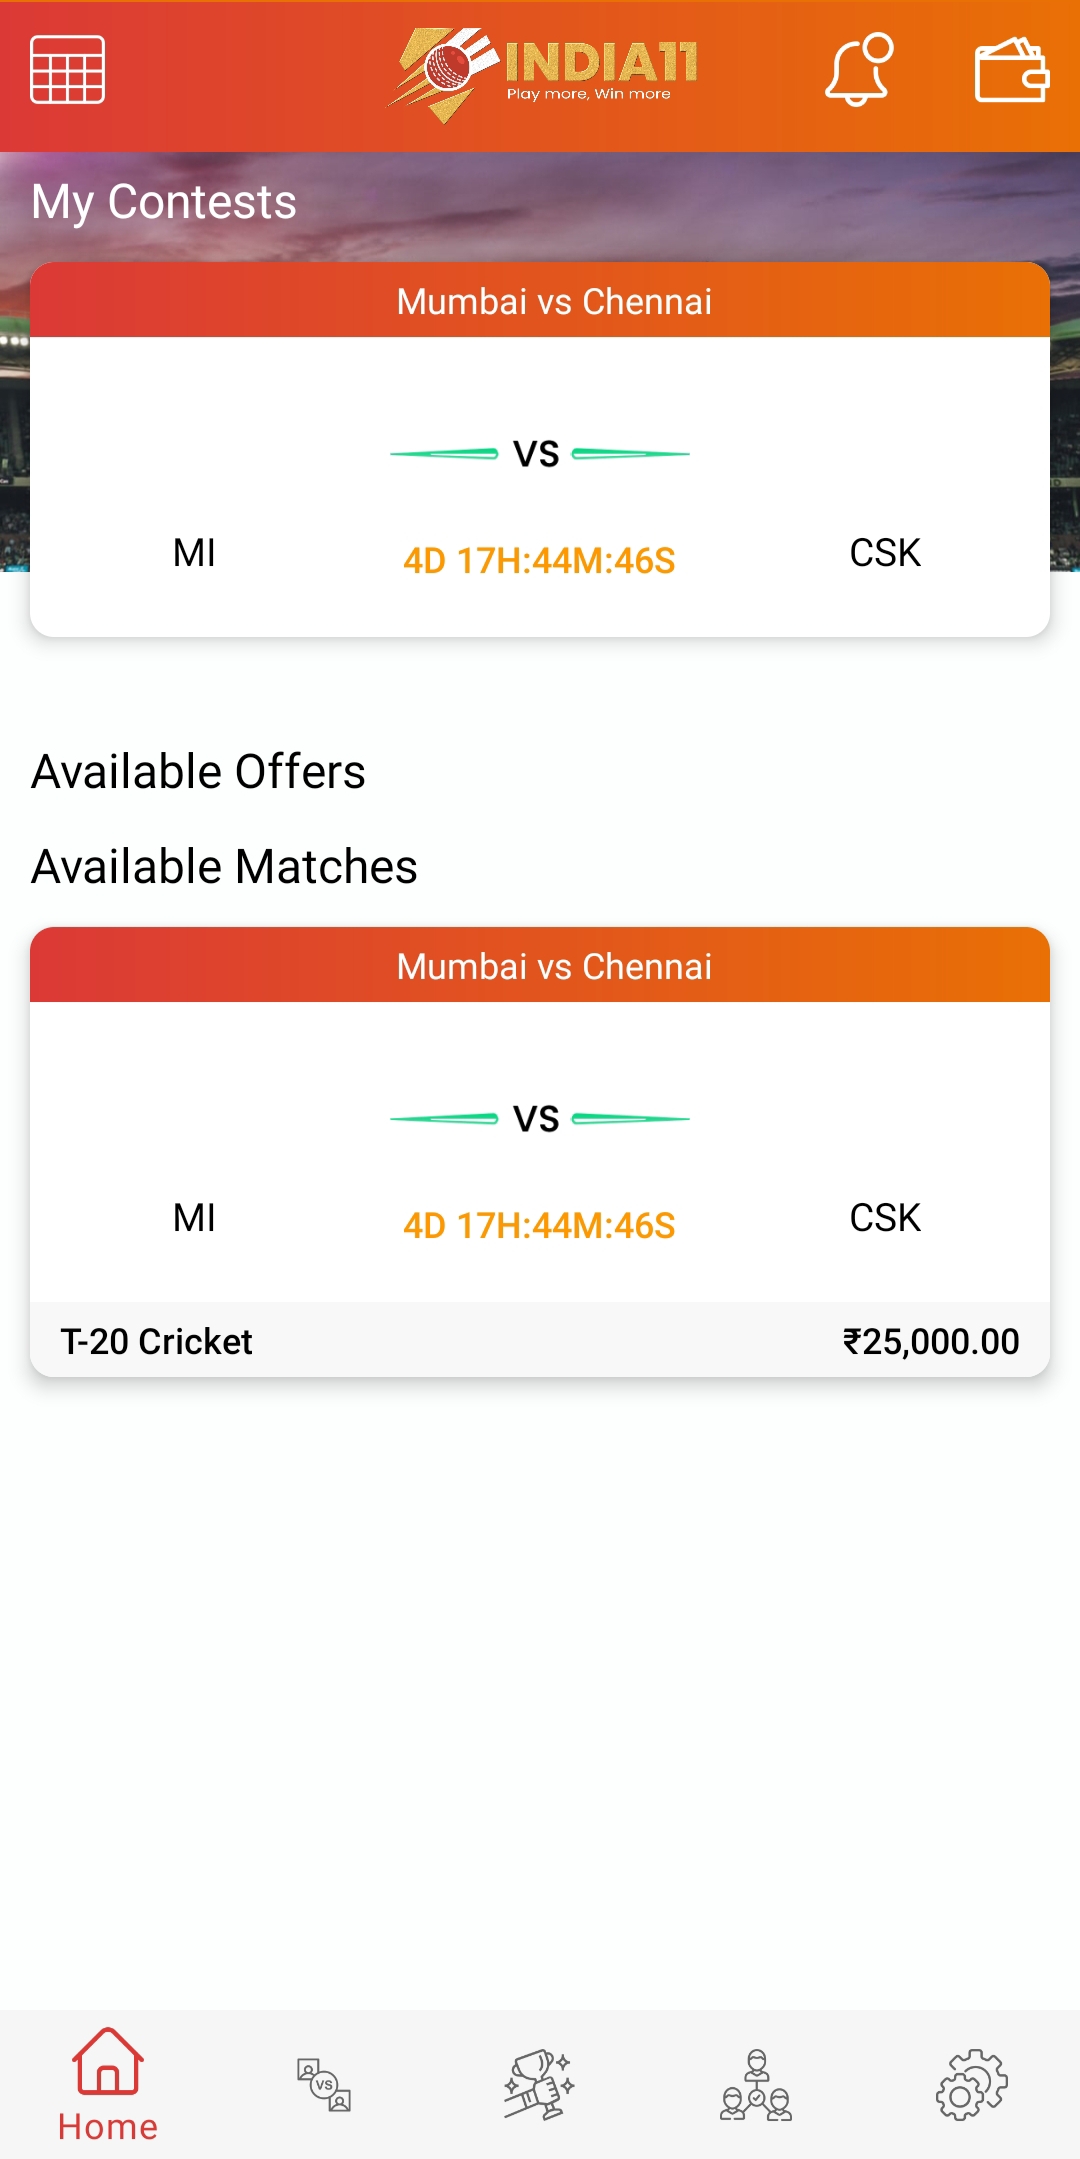 INDIA11
Play more, Win more
My Contests
Mumbai vs Chennai
VS
MI
4D 17H:44M:46S
CSK
Available Offers
Available Matches
Mumbai vs Chennai
VS
MI
4D 17H:44M:46S
CSK
T-20 Cricket
₹25,000.00
VS
Home